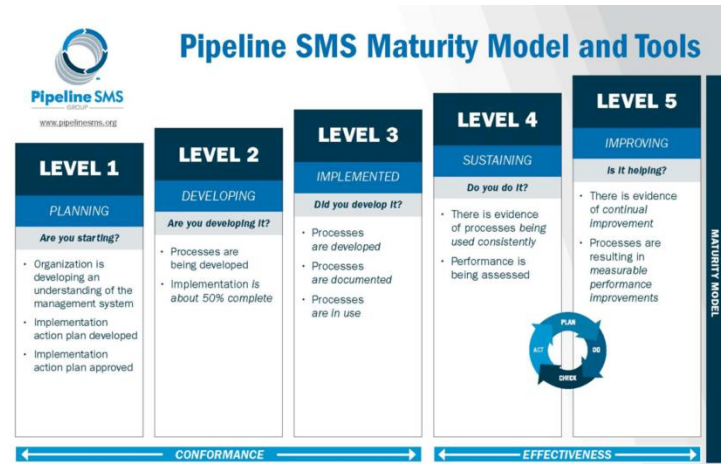 Pipeline SMS Maturity Model and Tools
Pipeline SMS
GROUP
www.pipelinesms.org
LEVEL 1
PLANNING
Are you starting?
· Organization is
developing an
understanding of the
management system
· Implementation
action plan developed
· Implementation
action plan approved
LEVEL 2
DEVELOPING
Are you developing it?
· Processes are
being developed
· Implementation is
about 50% complete
LEVEL 3
IMPLEMENTED
Did you develop it?
· Processes
are developed
· Processes
are documented
· Processes
are in use
LEVEL 4
SUSTAINING
Do you do it?
· There is evidence
of processes being
used consistently
· Performance is
being assessed
LEVEL 5
IMPROVING
Is it helping?
· There is evidence
of continual
improvement
· Processes are
resulting in
measurable
performance
improvements
PLAN
DO
CHECK
ACT
MATURITY MODEL
CONFORMANCE
EFFECTIVENESS